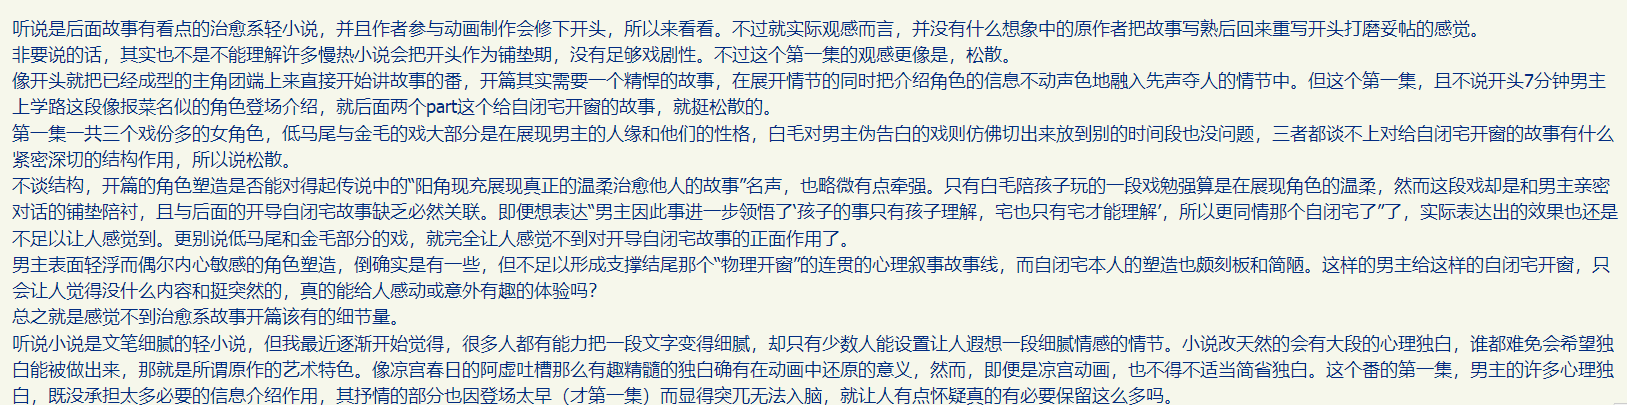 听说是后面故事有看点的治愈系轻小说，并且作者参与动画制作会修下开头，所以来看看。不过就实际观感而言，并没有什么想象中的原作者把故事写熟后回来重写开头打磨妥帖的感觉。
非要说的话，其实也不是不能理解许多慢热小说会把开头作为铺垫期，没有足够戏剧性。不过这个第一集的观感更像是，松散。
像开头就把已经成型的主角团端上来直接开始讲故事的番，开篇其实需要一个精悍的故事，在展开情节的同时把介绍角色的信息不动声色地融入先声夺人的情节中。但这个第一集，且不说开头7分钟男主
上学路这段像报菜名似的角色登场介绍，就后面两个part这个给自闭宅开窗的故事，就挺松散的。
第一集一共三个戏份多的女角色，低马尾与金毛的戏大部分是在展现男主的人缘和他们的性格，白毛对男主伪告白的戏则仿佛切出来放到别的时间段也没问题，三者都谈不上对给自闭宅开窗的故事有什么
紧密深切的结构作用，所以说松散。
不谈结构，开篇的角色塑造是否能对得起传说中的“阳角现充展现真正的温柔治愈他人的故事”名声，也略微有点牵强。只有白毛陪孩子玩的一段戏勉强算是在展现角色的温柔，然而这段戏却是和男主亲密
对话的铺垫陪衬，且与后面的开导自闭宅故事缺乏必然关联。即便想表达“男主因此事进一步领悟了‘孩子的事只有孩子理解，宅也只有宅才能理解’，所以更同情那个自闭宅了”了，实际表达出的效果也还是
不足以让人感觉到。更别说低马尾和金毛部分的戏，就完全让人感觉不到对开导自闭宅故事的正面作用了。
男主表面轻浮而偶尔内心敏感的角色塑造，倒确实是有一些，但不足以形成支撑结尾那个“物理开窗”的连贯的心理叙事故事线，而自闭宅本人的塑造也颇刻板和简陋。这样的男主给这样的自闭宅开窗，只
会让人觉得没什么内容和挺突然的，真的能给人感动或意外有趣的体验吗？
总之就是感觉不到治愈系故事开篇该有的细节量。
听说小说是文笔细腻的轻小说，但我最近逐渐开始觉得，很多人都有能力把一段文字变得细腻，却只有少数人能设置让人遐想一段细腻情感的情节。小说改天然的会有大段的心理独白，谁都难免会希望独
白能被做出来，那就是所谓原作的艺术特色。像凉宫春日的阿虚吐槽那么有趣精髓的独白确有在动画中还原的意义，然而，即便是凉宫动画，也不得不适当简省独白。这个番的第一集，男主的许多心理独
白，既没承担太多必要的信息介绍作用，其抒情的部分也因登场太早（才第一集）而显得突兀无法入脑，就让人有点怀疑真的有必要保留这么多吗。